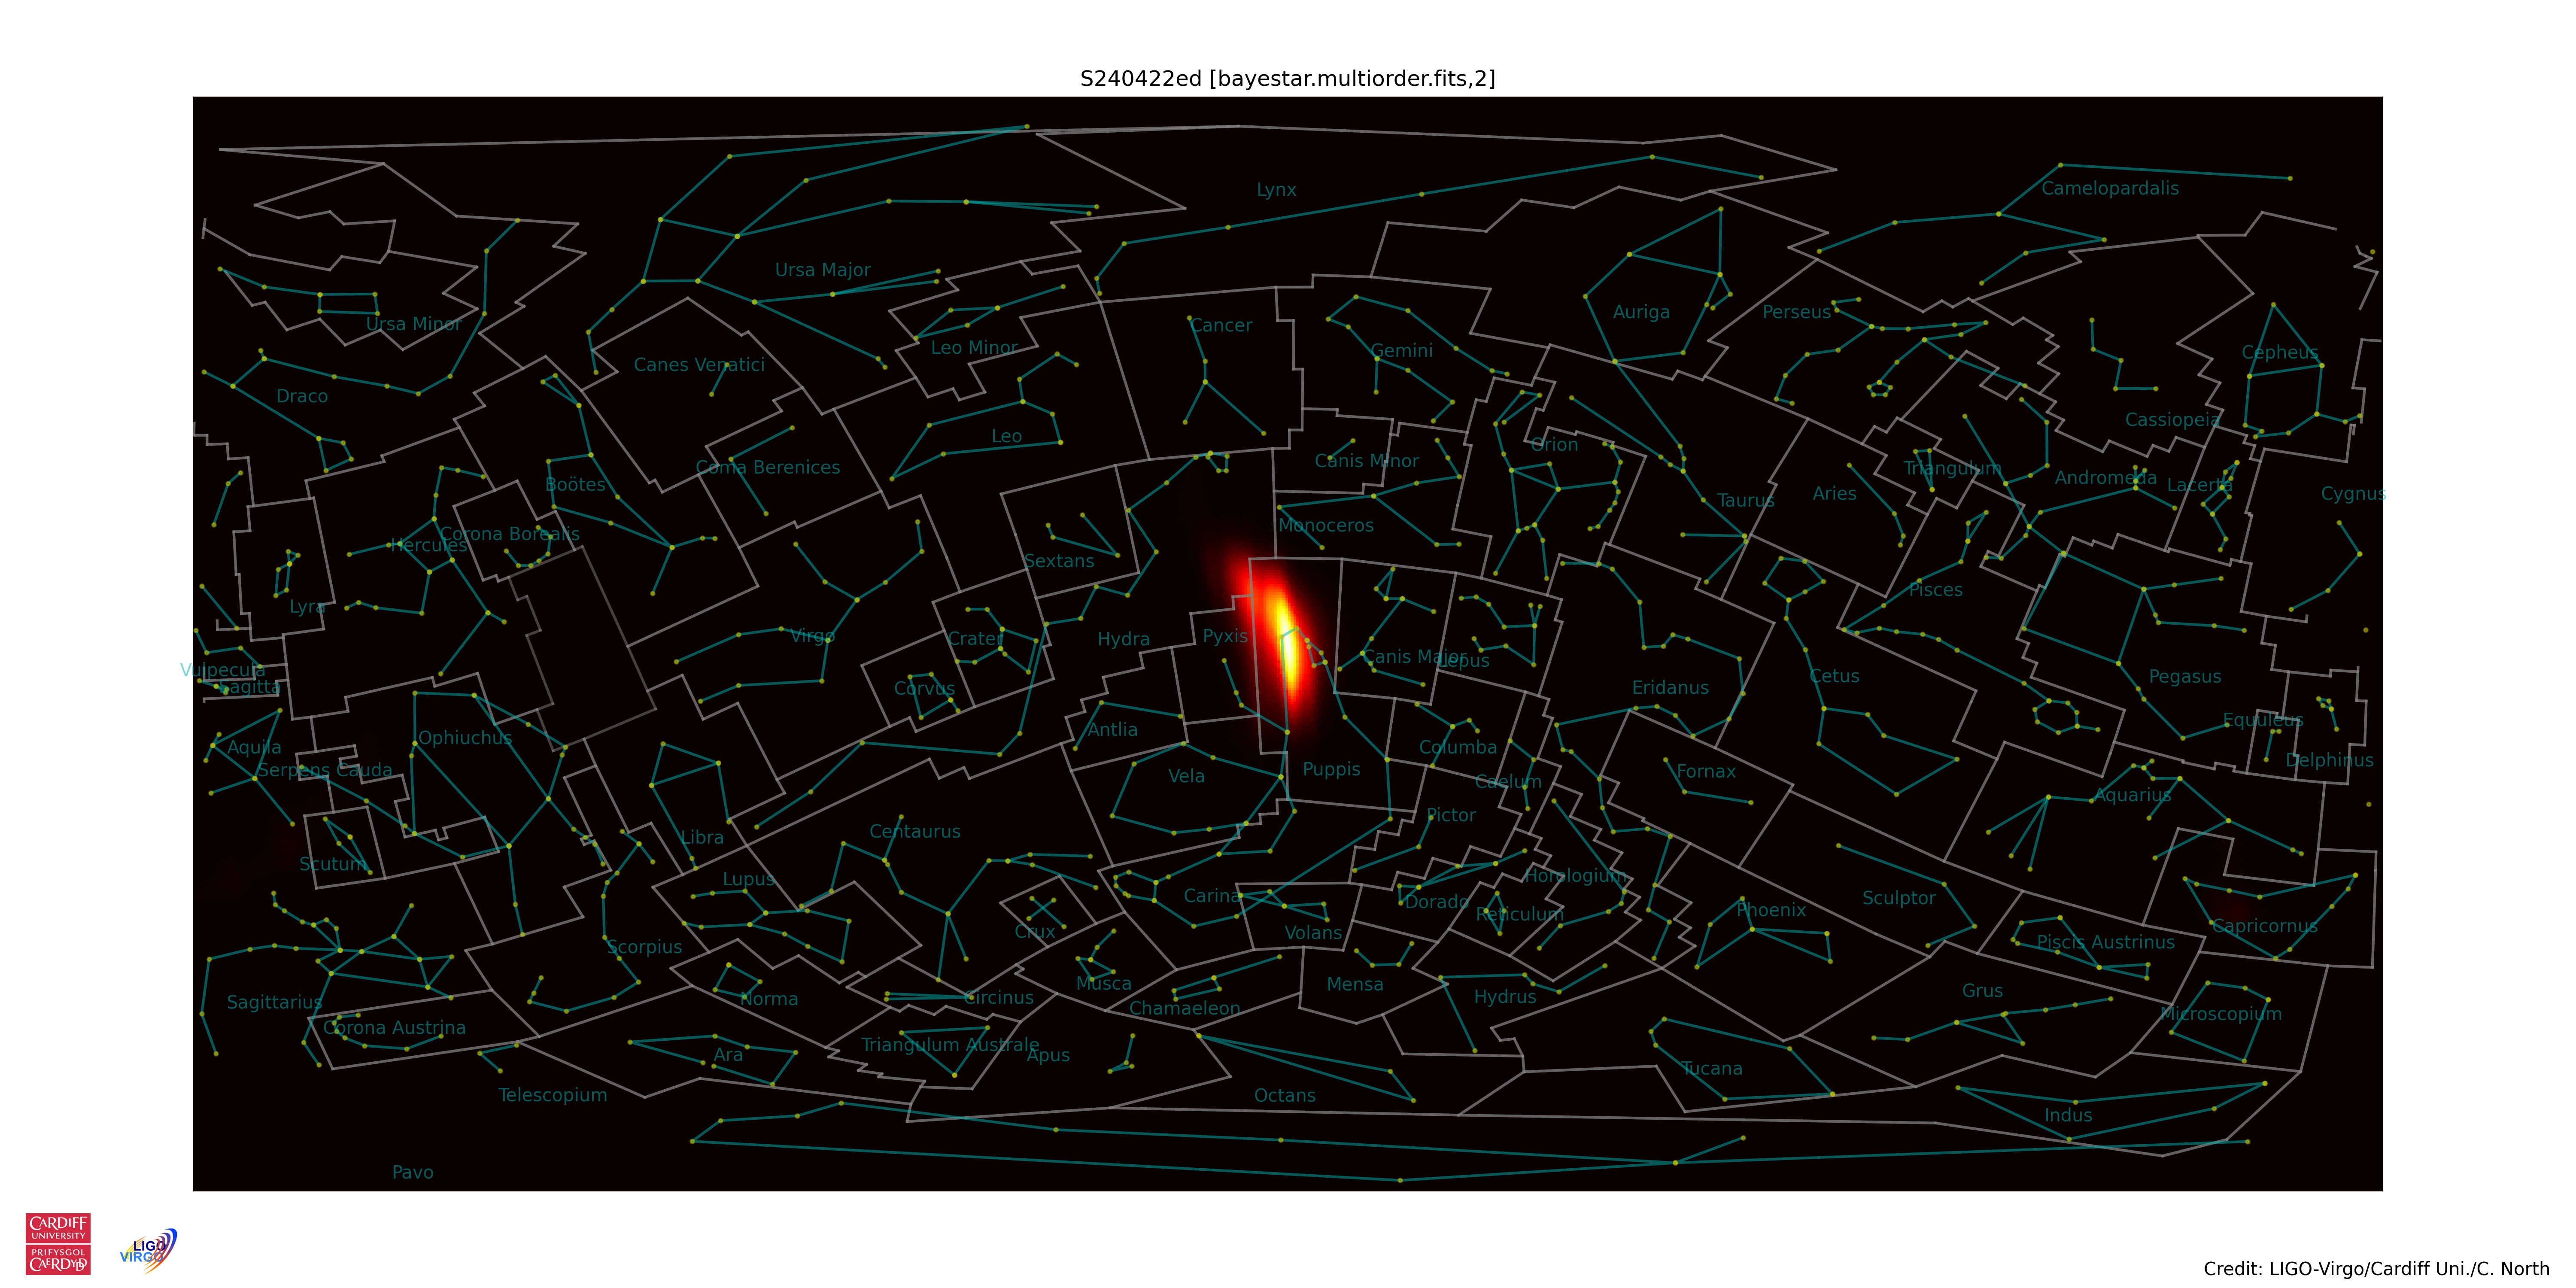 S240422ed [bayestar.multiorder.fits,2]
Lynx
Camelopardalis
Ursa Major
Ursa Minor
Auriga
Perseus
Cancer
Leo Minor
Gemini
Cepheus
Canes Venatici
Draco
Cassiopeia
Leo
Orion
Coma Berenices
Canis Minor
Triangulum
Andromeda
Lacerta
Boötes
Aries
Cygnus
Taurus
Monoceros
Corona Borealis
Hercules
Sextans
Pisces
Lyra
Virgo
Crater
Hydra
Pyxis
Canis Major
Lepus
Vulpecula
Sagitta
Corvus
Eridanus
Cetus
Pegasus
Equuleus
Antlia
Ophiuchus
Aquila
Columba
Serpens Cauda
Vela
Puppis
Fornax
Delphinus
Caelum
Aquarius
Pictor
Libra
Centaurus
Scutum
Lupus
Horologium
Carina
Dorado
Reticulum
Phoenix
Sculptor
Crux
Volans
Capricornus
Scorpius
Piscis Austrinus
Sagittarius
Norma
Circinus
Musca
Mensa
Hydrus
Grus
Chamaeleon
Microscopium
Corona Austrina
Triangulum Australe
Ara
Apus
Tucana
Telescopium
Octans
Indus
Pavo
CARDIFF
UNIVERSITY
PRIFYSGOL
CAERDYDD
LIGO
VIRGO
Credit: LIGO-Virgo/Cardiff Uni./C. North